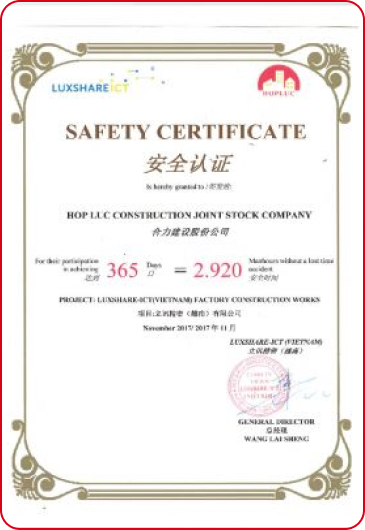 LUXSHARE ICT
HOPLUC
SAFETY CERTIFICATE
安全认证
Is hereby granted to /
HOP LUC CONSTRUCTION JOINT STOCK COMPANY
合力建设股份公司
For their participation in achieving 365 Days = 2.920 Manhours without a lost time accident
达到 日 安全时间
PROJECT: LUXSHARE-ICT(VIETNAM) FACTORY CONSTRUCTION WORKS
项目:立讯精密（越南）有限公司
November 2017/ 2017 年 11 月
LUXSHARE-ICT (VIETNAM)
立讯精密（越南）
GENERAL DIRECTOR
总经理
WANG LAI SHENG